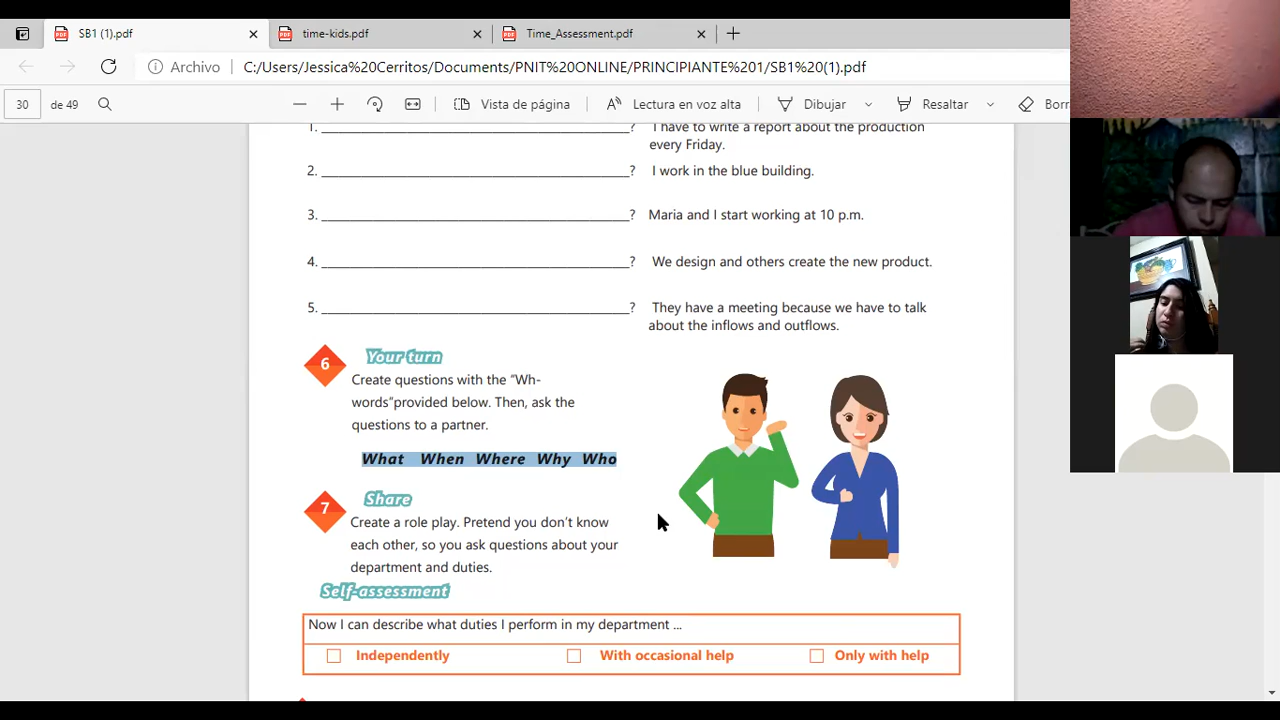 SB1 (1).pdf
time-kids.pdf
Time_Assessment.pdf
Archivo
C:/Users/Jessica%20Cerritos/Documents/PNIT%20ONLINE/PRINCIPIANTE%201/SB1%20(1).pdf
30 de 49
Vista de página
Lectura en voz alta
Dibujar
Resaltar
Borr
1. ______________________________________? I have to write a report about the production
every Friday.
2. ______________________________________? I work in the blue building.
3. ______________________________________? Maria and I start working at 10 p.m.
4. ______________________________________? We design and others create the new product.
5. ______________________________________? They have a meeting because we have to talk
about the inflows and outflows.
6 Your turn
Create questions with the "Wh-
words"provided below. Then, ask the
questions to a partner.
What When Where Why Who
7 Share
Create a role play. Pretend you don't know
each other, so you ask questions about your
department and duties.
Self-assessment
Now I can describe what duties I perform in my department ...
Independently
With occasional help
Only with help